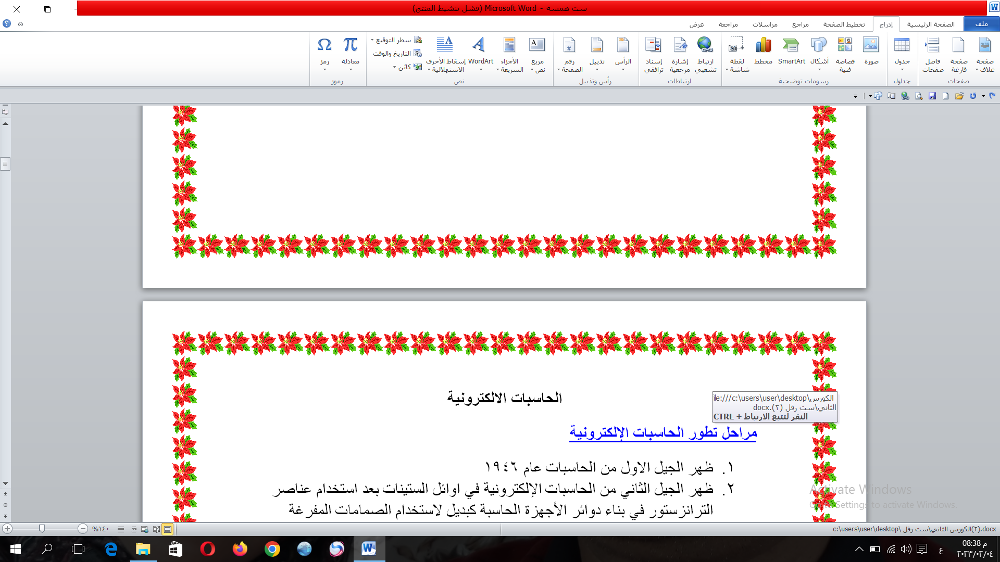 ست همسة - Microsoft Word (فشل تنشيط المنتج)
ملف
الصفحة الرئيسية
إدراج
تخطيط الصفحة
مراجع
مراسلات
مراجعة
عرض
صفحة غلاف
صفحة فارغة
فاصل صفحات
جدول
صورة
قصاصة فنية
أشكال
SmartArt
مخطط
لقطة شاشة
ارتباط تشعبي
إشارة مرجعية
إسناد ترافقي
الرأس
تذييل
رقم الصفحة
مربع نص
الأجزاء السريعة
WordArt
إسقاط الأحرف الاستهلالية
سطر التوقيع
التاريخ والوقت
كائن
معادلة
رمز
صفحات
جداول
رسومات توضيحية
ارتباطات
رأس وتذييل
نص
رموز
الحاسبات الالكترونية
ile:///c:\users\user\desktop\الكورس
الثاني\ست رفل (٢).docx
CTRL + النقر لتتبع الارتباط
مراحل تطور الحاسبات الإلكترونية
١. ظهر الجيل الاول من الحاسبات عام ١٩٤٦
٢. ظهر الجيل الثاني من الحاسبات الإلكترونية في اوائل الستينات بعد استخدام عناصر
الترانزستور في بناء دوائر الأجهزة الحاسبة كبديل لاستخدام الصمامات المفرغة
Activate Windows
Go to Settings to activate Windows.
c:\users\user\desktop\الكورس الثاني\ست رفل (٢).docx
%١٤٠
ع
08:38 م
٢٠٢٣/٠٢/٠٤